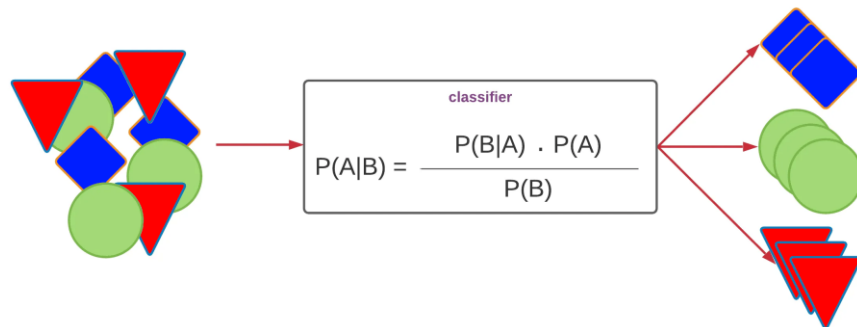 classifier
P(A|B) = P(B|A) . P(A)
P(B)